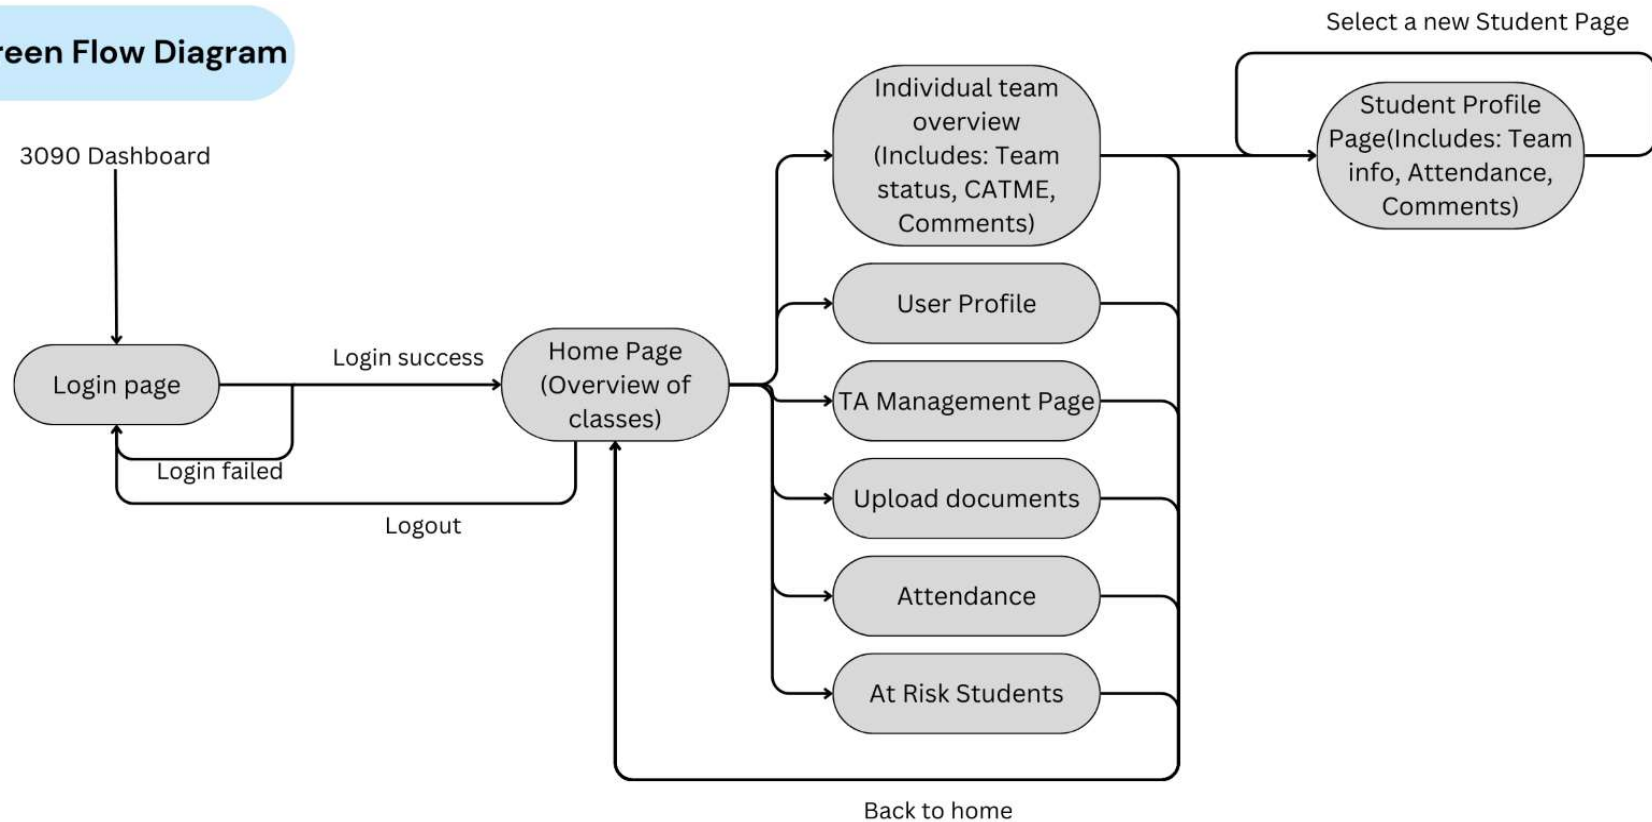 reen Flow Diagram
Select a new Student Page
3090 Dashboard
Individual team
overview
(Includes: Team
status, CATME,
Comments)
Student Profile
Page(Includes: Team
info, Attendance,
Comments)
User Profile
Login page
Login success
Home Page
(Overview of
classes)
TA Management Page
Login failed
Logout
Upload documents
Attendance
At Risk Students
Back to home